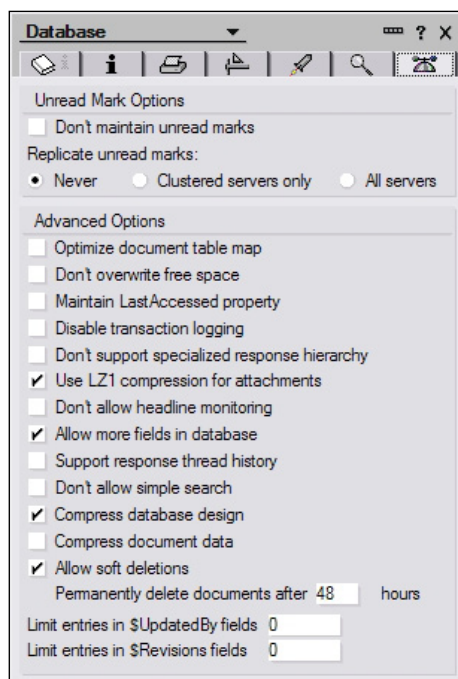 Database
?
X
i
Unread Mark Options
Don't maintain unread marks
Replicate unread marks:
Never Clustered servers only All servers
Advanced Options
Optimize document table map
Don't overwrite free space
Maintain LastAccessed property
Disable transaction logging
Don't support specialized response hierarchy
Use LZ1 compression for attachments
Don't allow headline monitoring
Allow more fields in database
Support response thread history
Don't allow simple search
Compress database design
Compress document data
Allow soft deletions
Permanently delete documents after 48 hours
Limit entries in $UpdatedBy fields 0
Limit entries in $Revisions fields 0